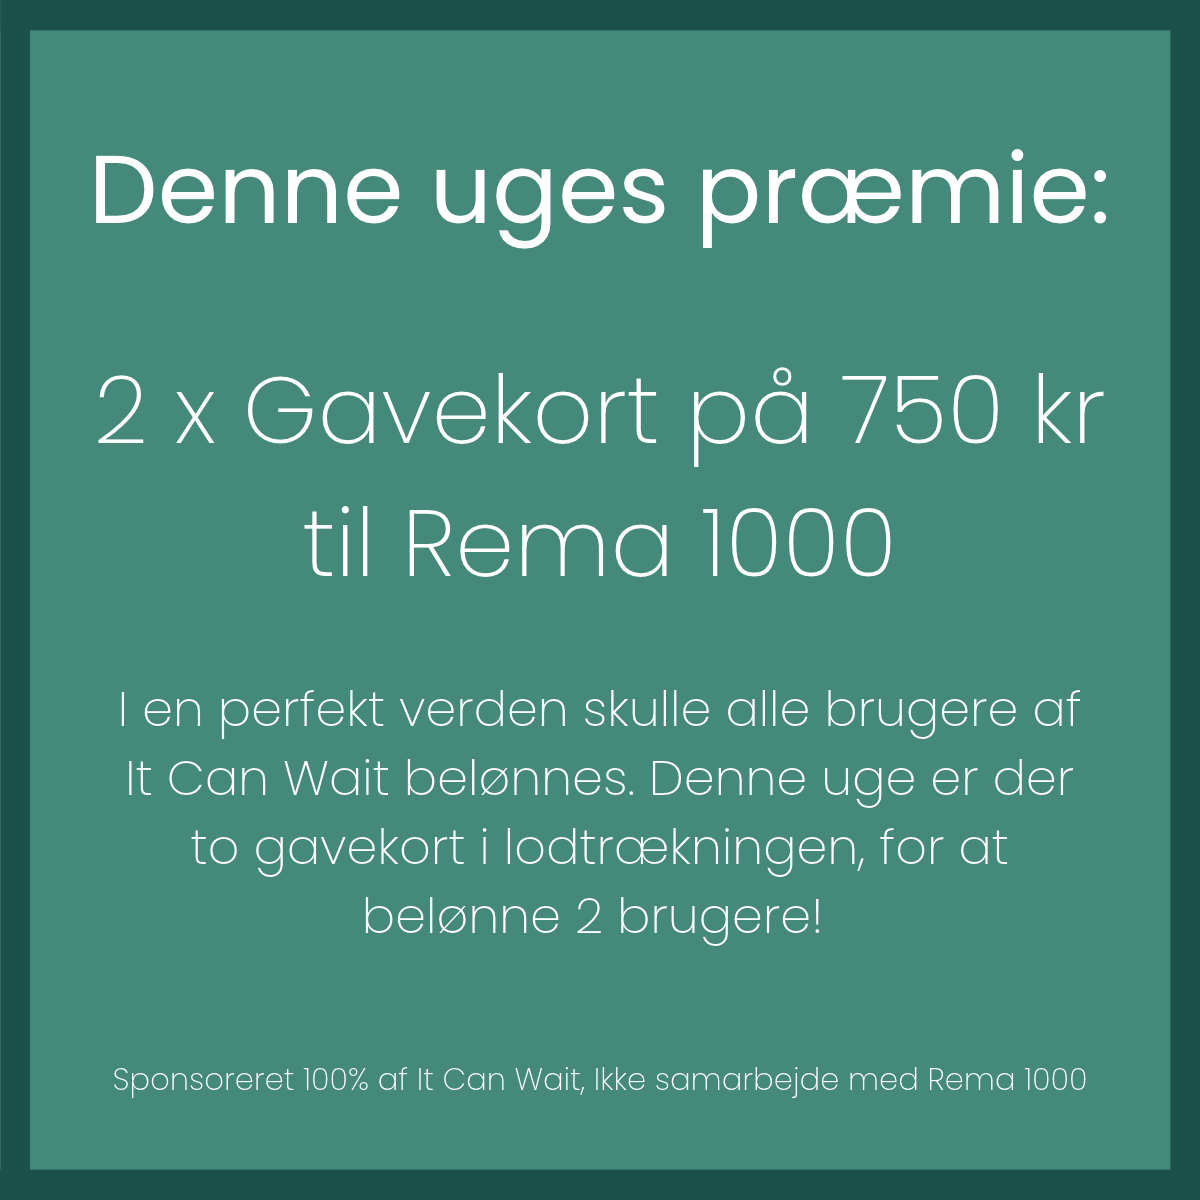 Denne uges præmie:
2 x Gavekort på 750 kr
til Rema 1000
I en perfekt verden skulle alle brugere af
It Can Wait belønnes. Denne uge er der
to gavekort i lodtrækningen, for at
belønne 2 brugere!
Sponsoreret 100% af It Can Wait, Ikke samarbejde med Rema 1000